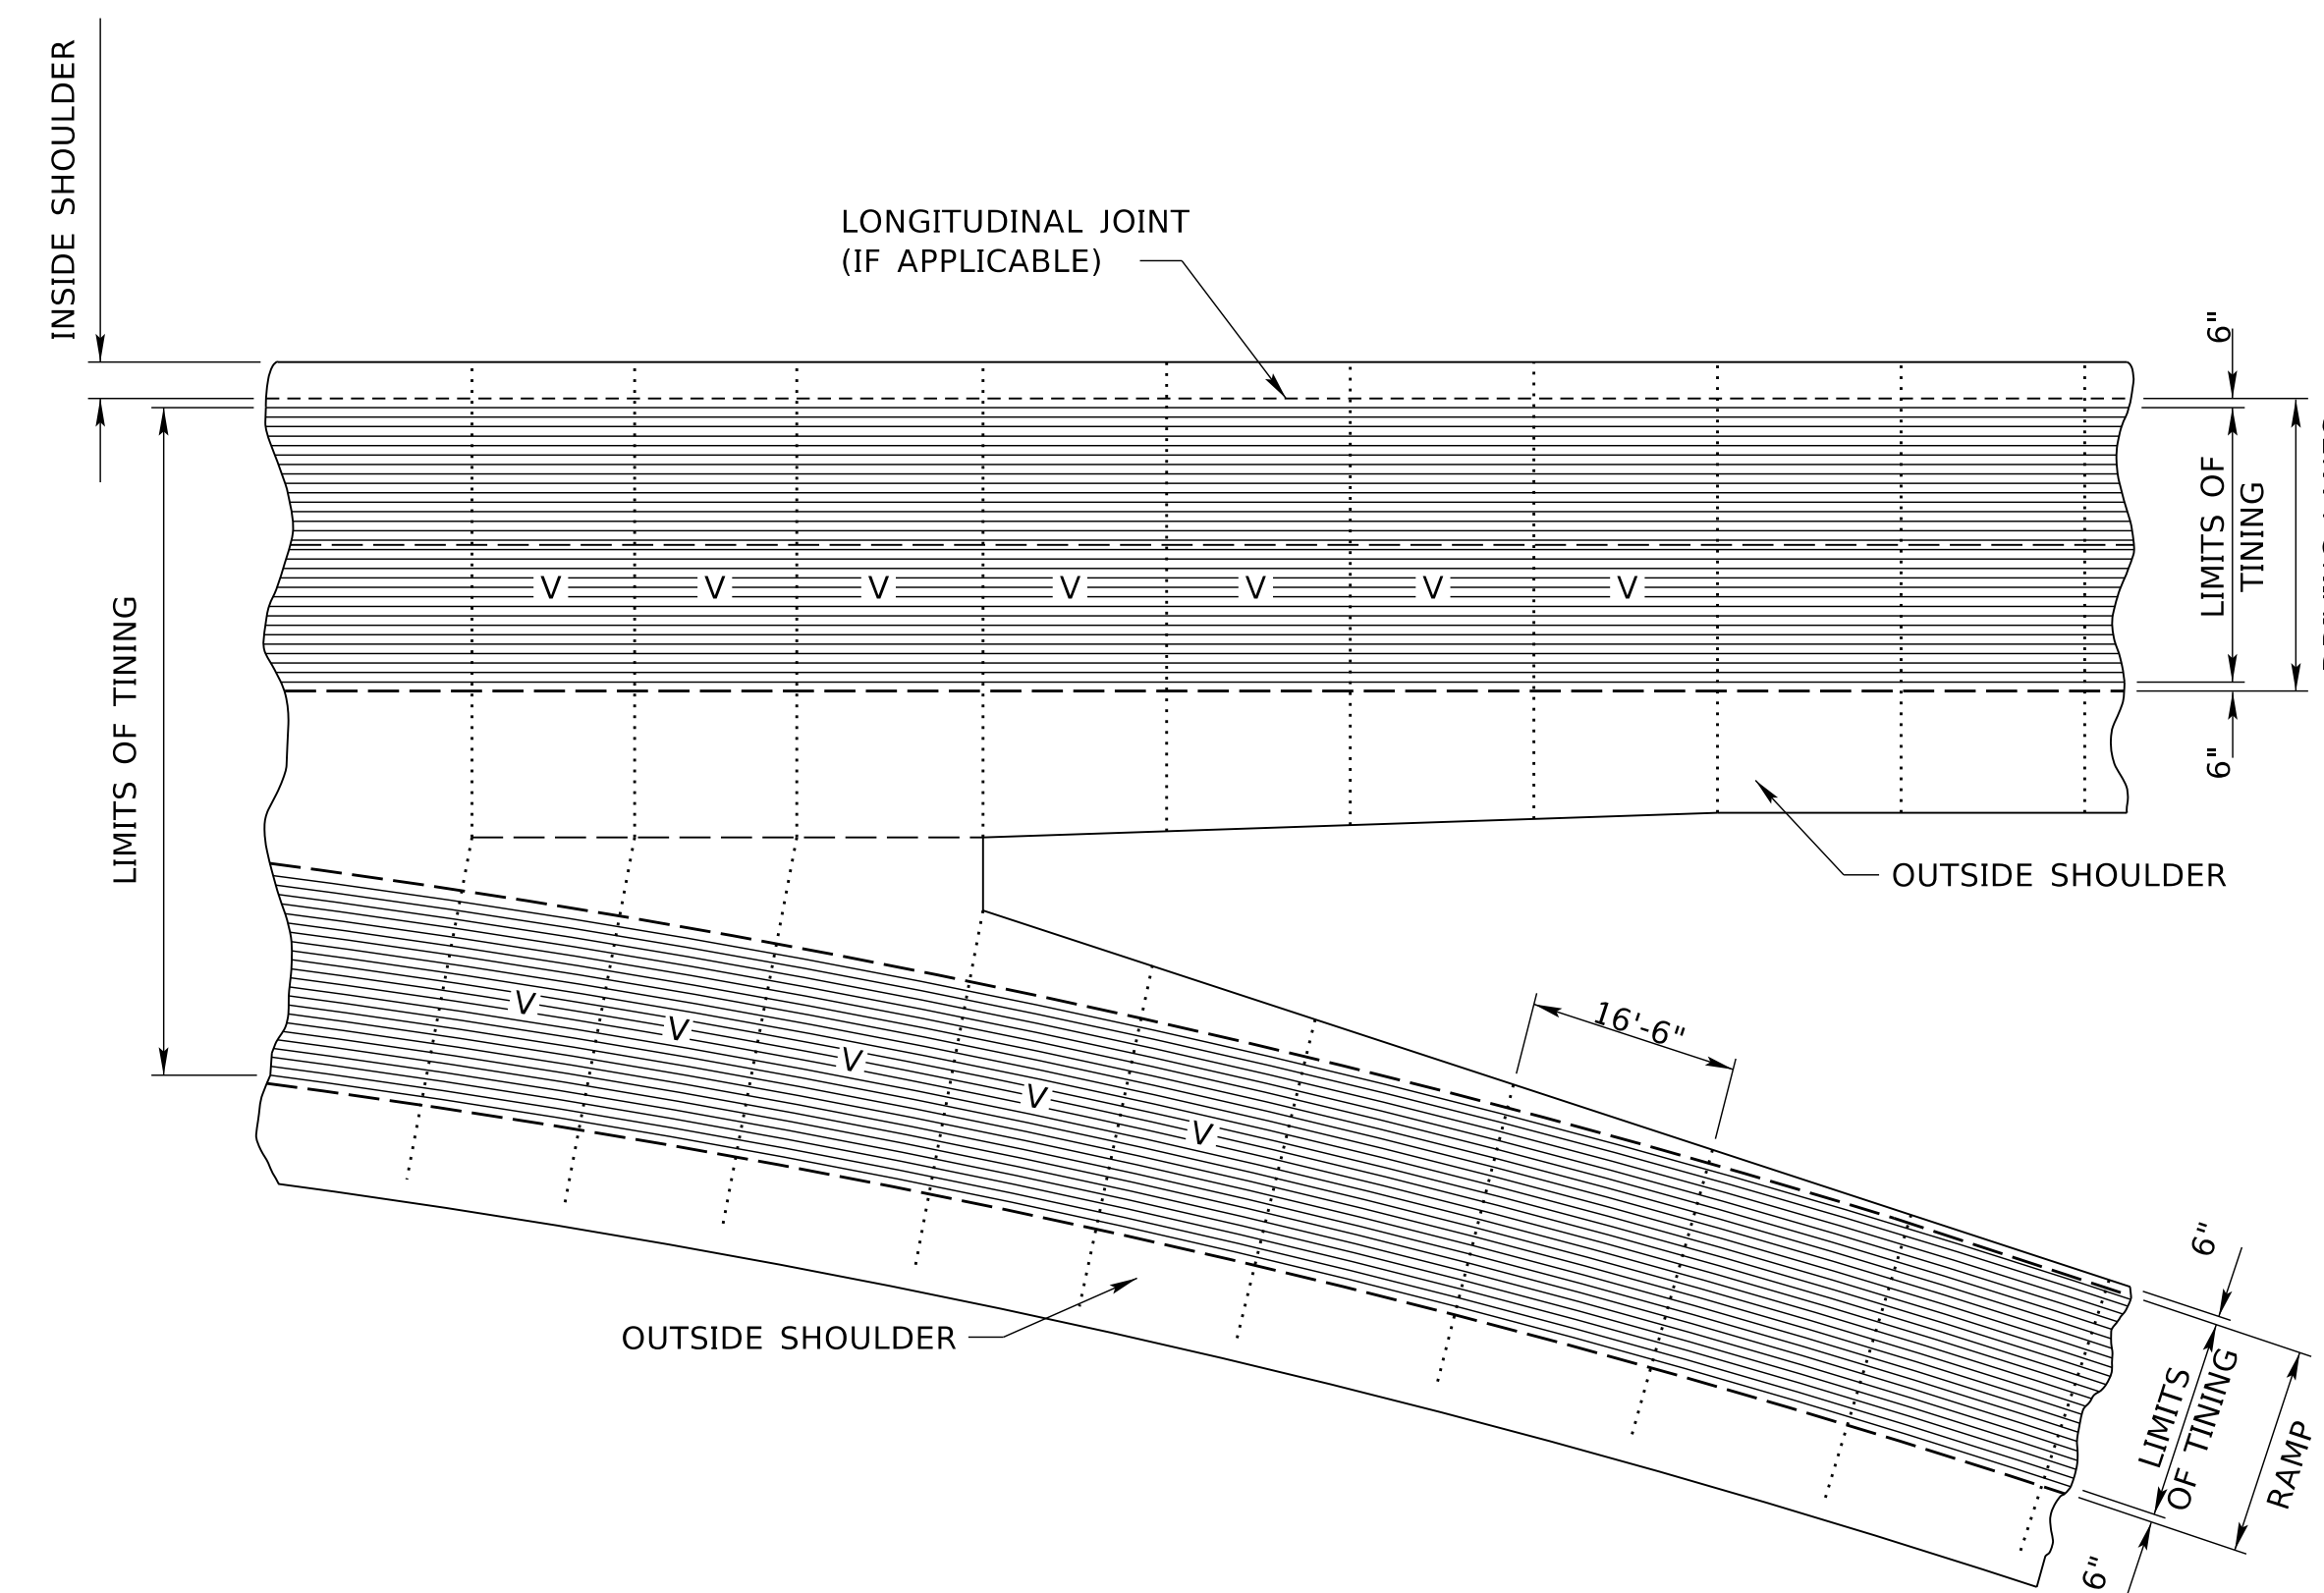 INSIDE SHOULDER
LONGITUDINAL JOINT
(IF APPLICABLE)
6"
LIMITS OF
TINING
LIMITS OF TINING
V V V V V V V
6"
OUTSIDE SHOULDER
V
V
V
V
V
16'-6"
OUTSIDE SHOULDER
6"
LIMITS
OF TINING
RAMP
6"